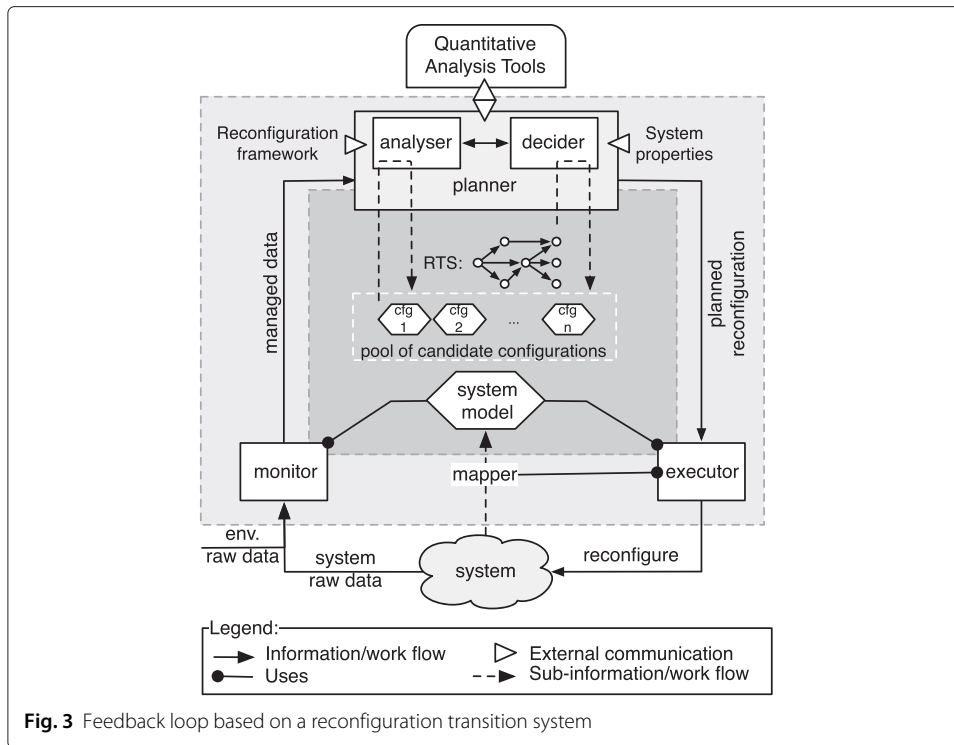 Quantitative
Analysis Tools
Reconfiguration
framework
analyser
decider
System
properties
planner
managed data
RTS:
planned
reconfiguration
cfg
1
cfg
2
...
cfg
n
pool of candidate configurations
system
model
monitor
mapper
executor
env.
raw data
system
raw data
system
reconfigure
Legend:
Information/work flow
External communication
Uses
Sub-information/work flow
Fig. 3 Feedback loop based on a reconfiguration transition system